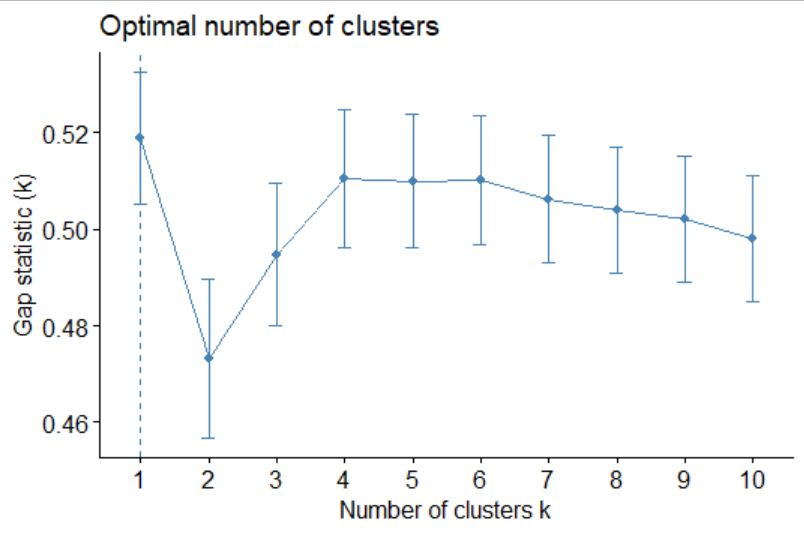 Optimal number of clusters
Gap statistic (k)
0.52
0.50
0.48
0.46
1 2 3 4 5 6 7 8 9 10
Number of clusters k